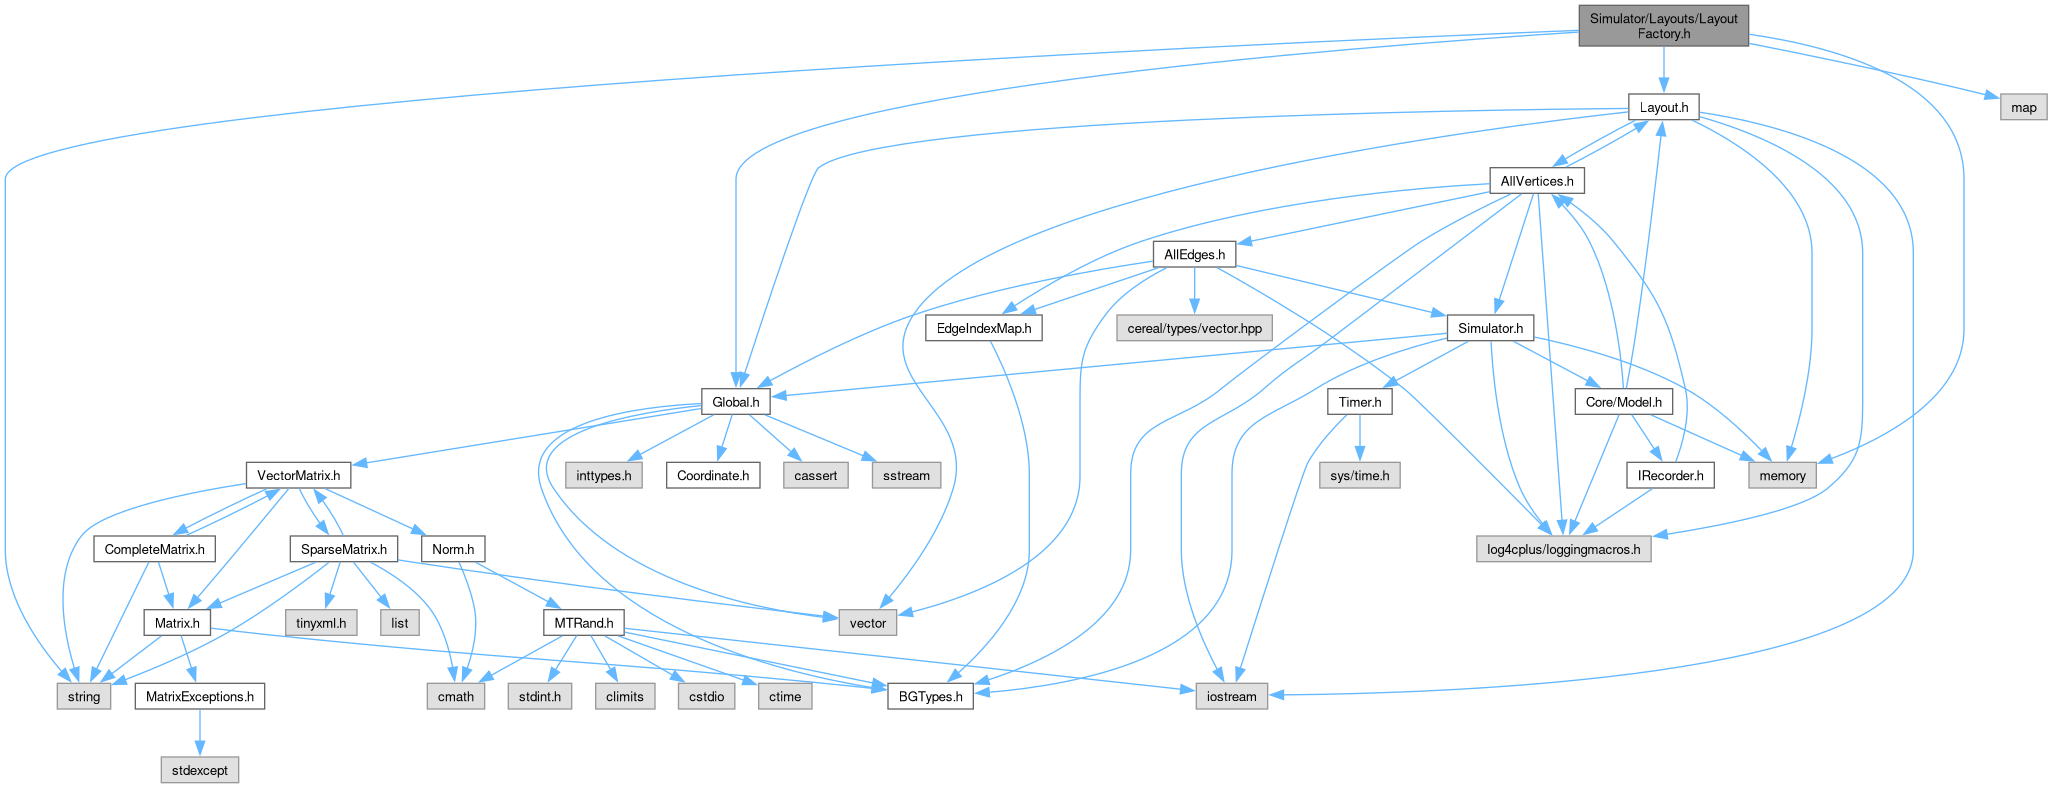 Simulator/Layouts/Layout
Factory.h
Layout.h
map
AllVertices.h
AllEdges.h
EdgeIndexMap.h
cereal/types/vector.hpp
Simulator.h
Global.h
Timer.h
Core/Model.h
VectorMatrix.h
inttypes.h
Coordinate.h
cassert
sstream
sys/time.h
IRecorder.h
memory
CompleteMatrix.h
SparseMatrix.h
Norm.h
log4cplus/loggingmacros.h
Matrix.h
tinyxml.h
list
MTRand.h
vector
string
MatrixExceptions.h
cmath
stdint.h
climits
cstdio
ctime
BGTypes.h
iostream
stdexcept